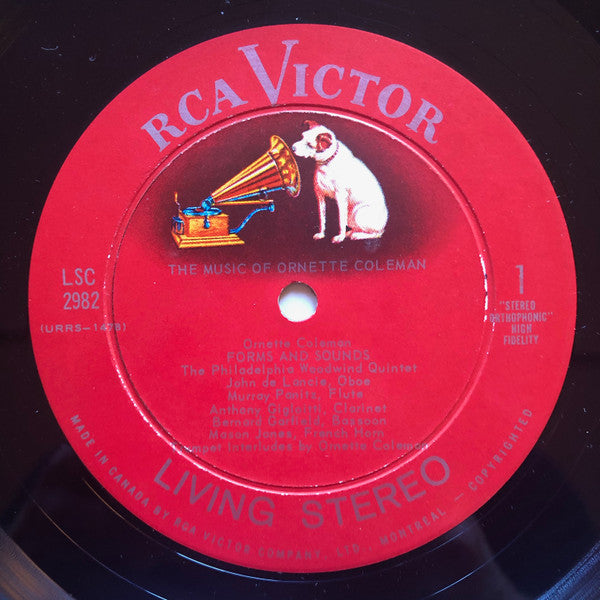 RCA VICTOR
THE MUSIC OF ORNETTE COLEMAN
LSC
2982
(URRS-1478)
1
"STEREO
ORTHOPHONIC"
HIGH
FIDELITY
Ornette Coleman
FORMS AND SOUNDS
The Philadelphia Woodwind Quintet
John de Lancie, Oboe
Murray Panitz, Flute
Anthony Gigliotti, Clarinet
Bernard Garfield, Bassoon
Mason Jones, French Horn
Trumpet interludes by Ornette Coleman
LIVING STEREO
MADE IN CANADA BY RCA VICTOR COMPANY, LTD. MONTREAL — COPYRIGHTED